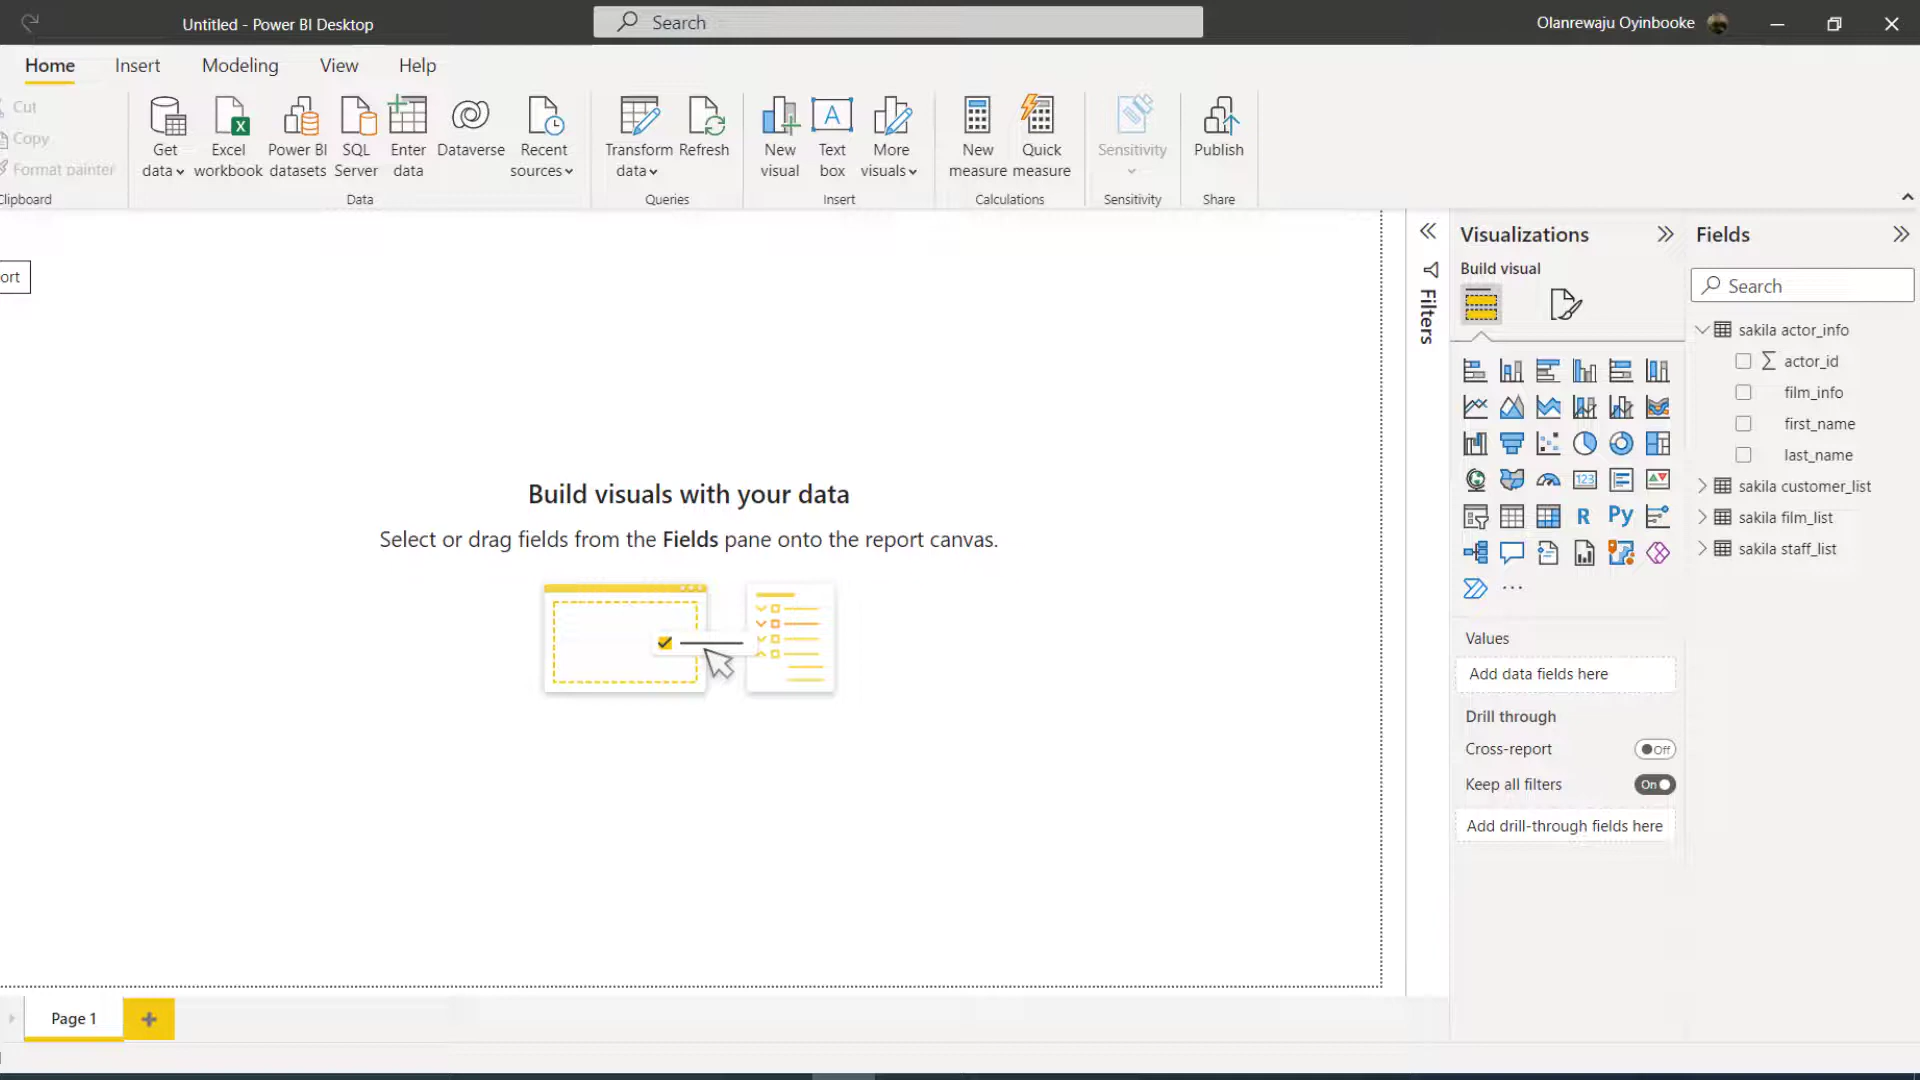 Untitled - Power BI Desktop
Search
Olanrewaju Oyinbooke
Home
Insert
Modeling
View
Help
Cut
Copy
Format painter
Clipboard
Get data
Excel workbook
Power BI datasets
SQL Server
Enter data
Dataverse
Recent sources
Data
Transform data
Refresh
Queries
New visual
Text box
More visuals
Insert
New measure
Quick measure
Calculations
Sensitivity
Sensitivity
Publish
Share
ort
Build visuals with your data
Select or drag fields from the Fields pane onto the report canvas.
Filters
Visualizations
Build visual
123
R
Py
Values
Add data fields here
Drill through
Cross-report
Off
Keep all filters
On
Add drill-through fields here
Fields
Search
sakila actor_info
actor_id
film_info
first_name
last_name
sakila customer_list
sakila film_list
sakila staff_list
Page 1